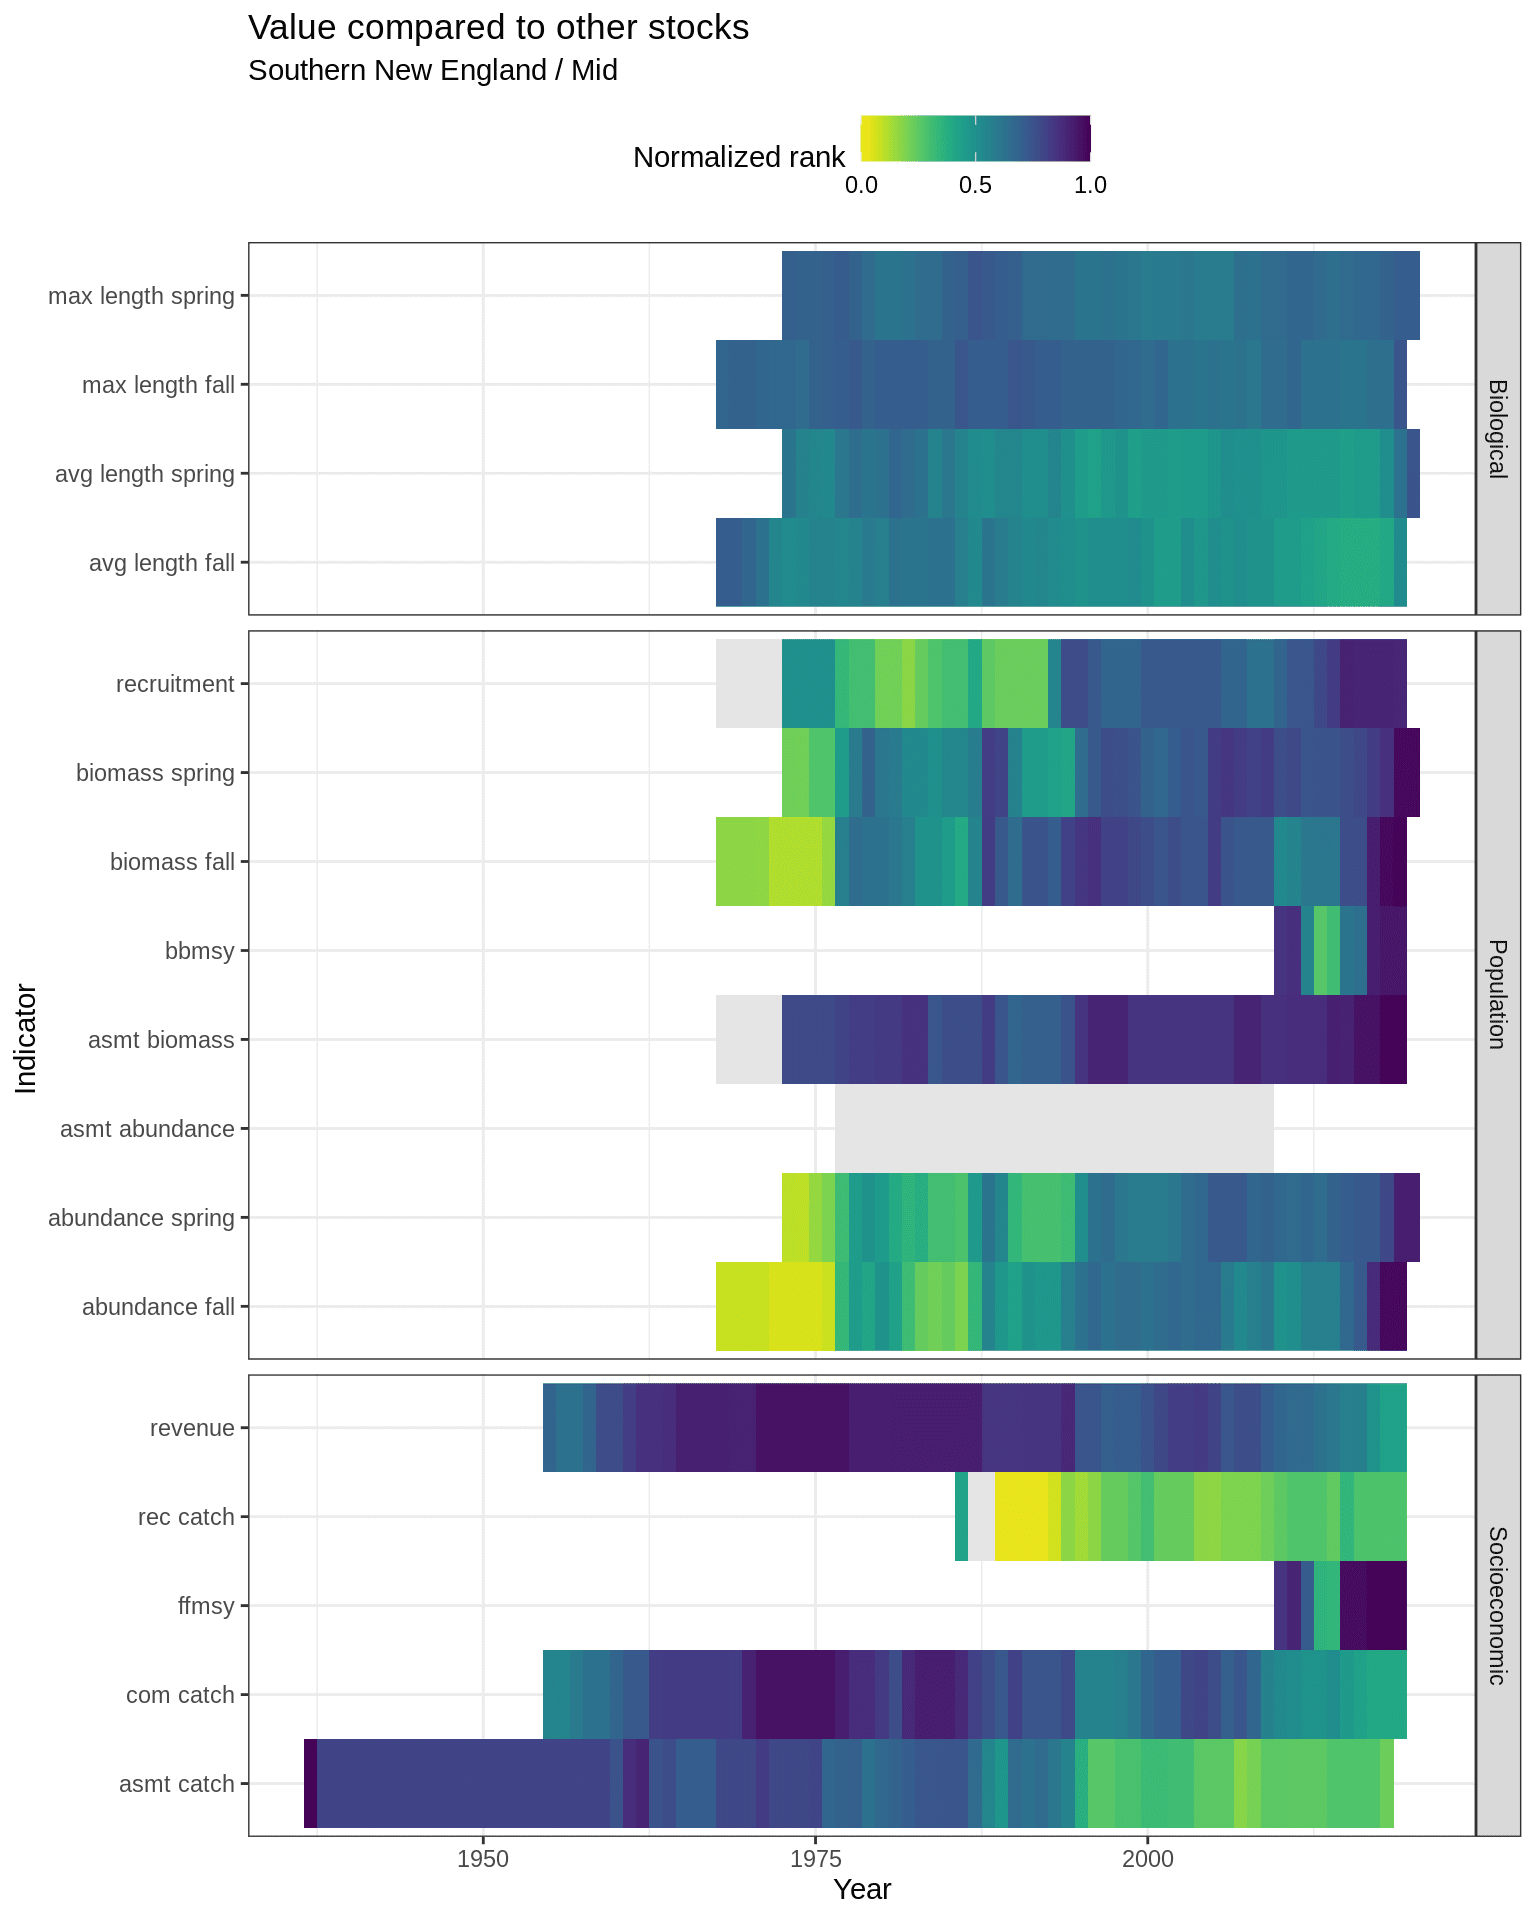 Value compared to other stocks
Southern New England / Mid
Normalized rank
0.0 0.5 1.0
max length spring
max length fall
avg length spring
avg length fall
Biological
recruitment
biomass spring
biomass fall
bbmsy
asmt biomass
asmt abundance
abundance spring
abundance fall
Population
Indicator
revenue
rec catch
ffmsy
com catch
asmt catch
Socioeconomic
1950 1975 2000
Year